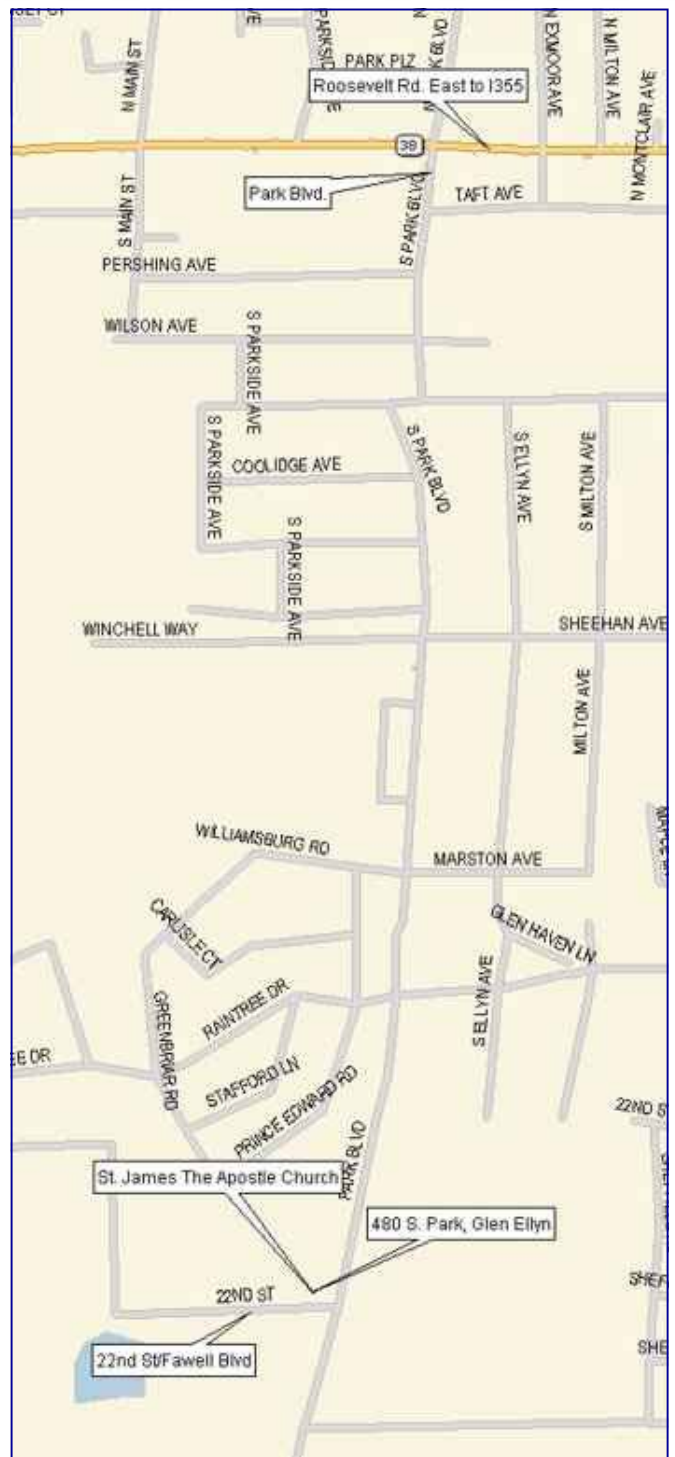 N MAIN ST
PARK PLZ
N EXMOOR AVE
N MILTON AVE
N MONTCLAIR AVE
Roosevelt Rd. East to I355
38
Park Blvd.
S MAIN ST
S PARK BLVD
TAFT AVE
PERSHING AVE
WILSON AVE
S PARKSIDE AVE
S PARKSIDE AVE
COOLIDGE AVE
S PARK BLVD
S ELLYN AVE
S MILTON AVE
S PARKSIDE AVE
WINCHELL WAY
SHEEHAN AVE
MILTON AVE
WILLIAMSBURG RD
MARSTON AVE
CARLISLE CT
GLEN HAVEN LN
GREENBRIAR RD
RAINTREE DR
S ELLYN AVE
EE DR
STAFFORD LN
PRINCE EDWARD RD
22ND S
PARK BLVD
St. James The Apostle Church
480 S. Park, Glen Ellyn
22ND ST
SHEF
22nd St/Fawell Blvd
SHE